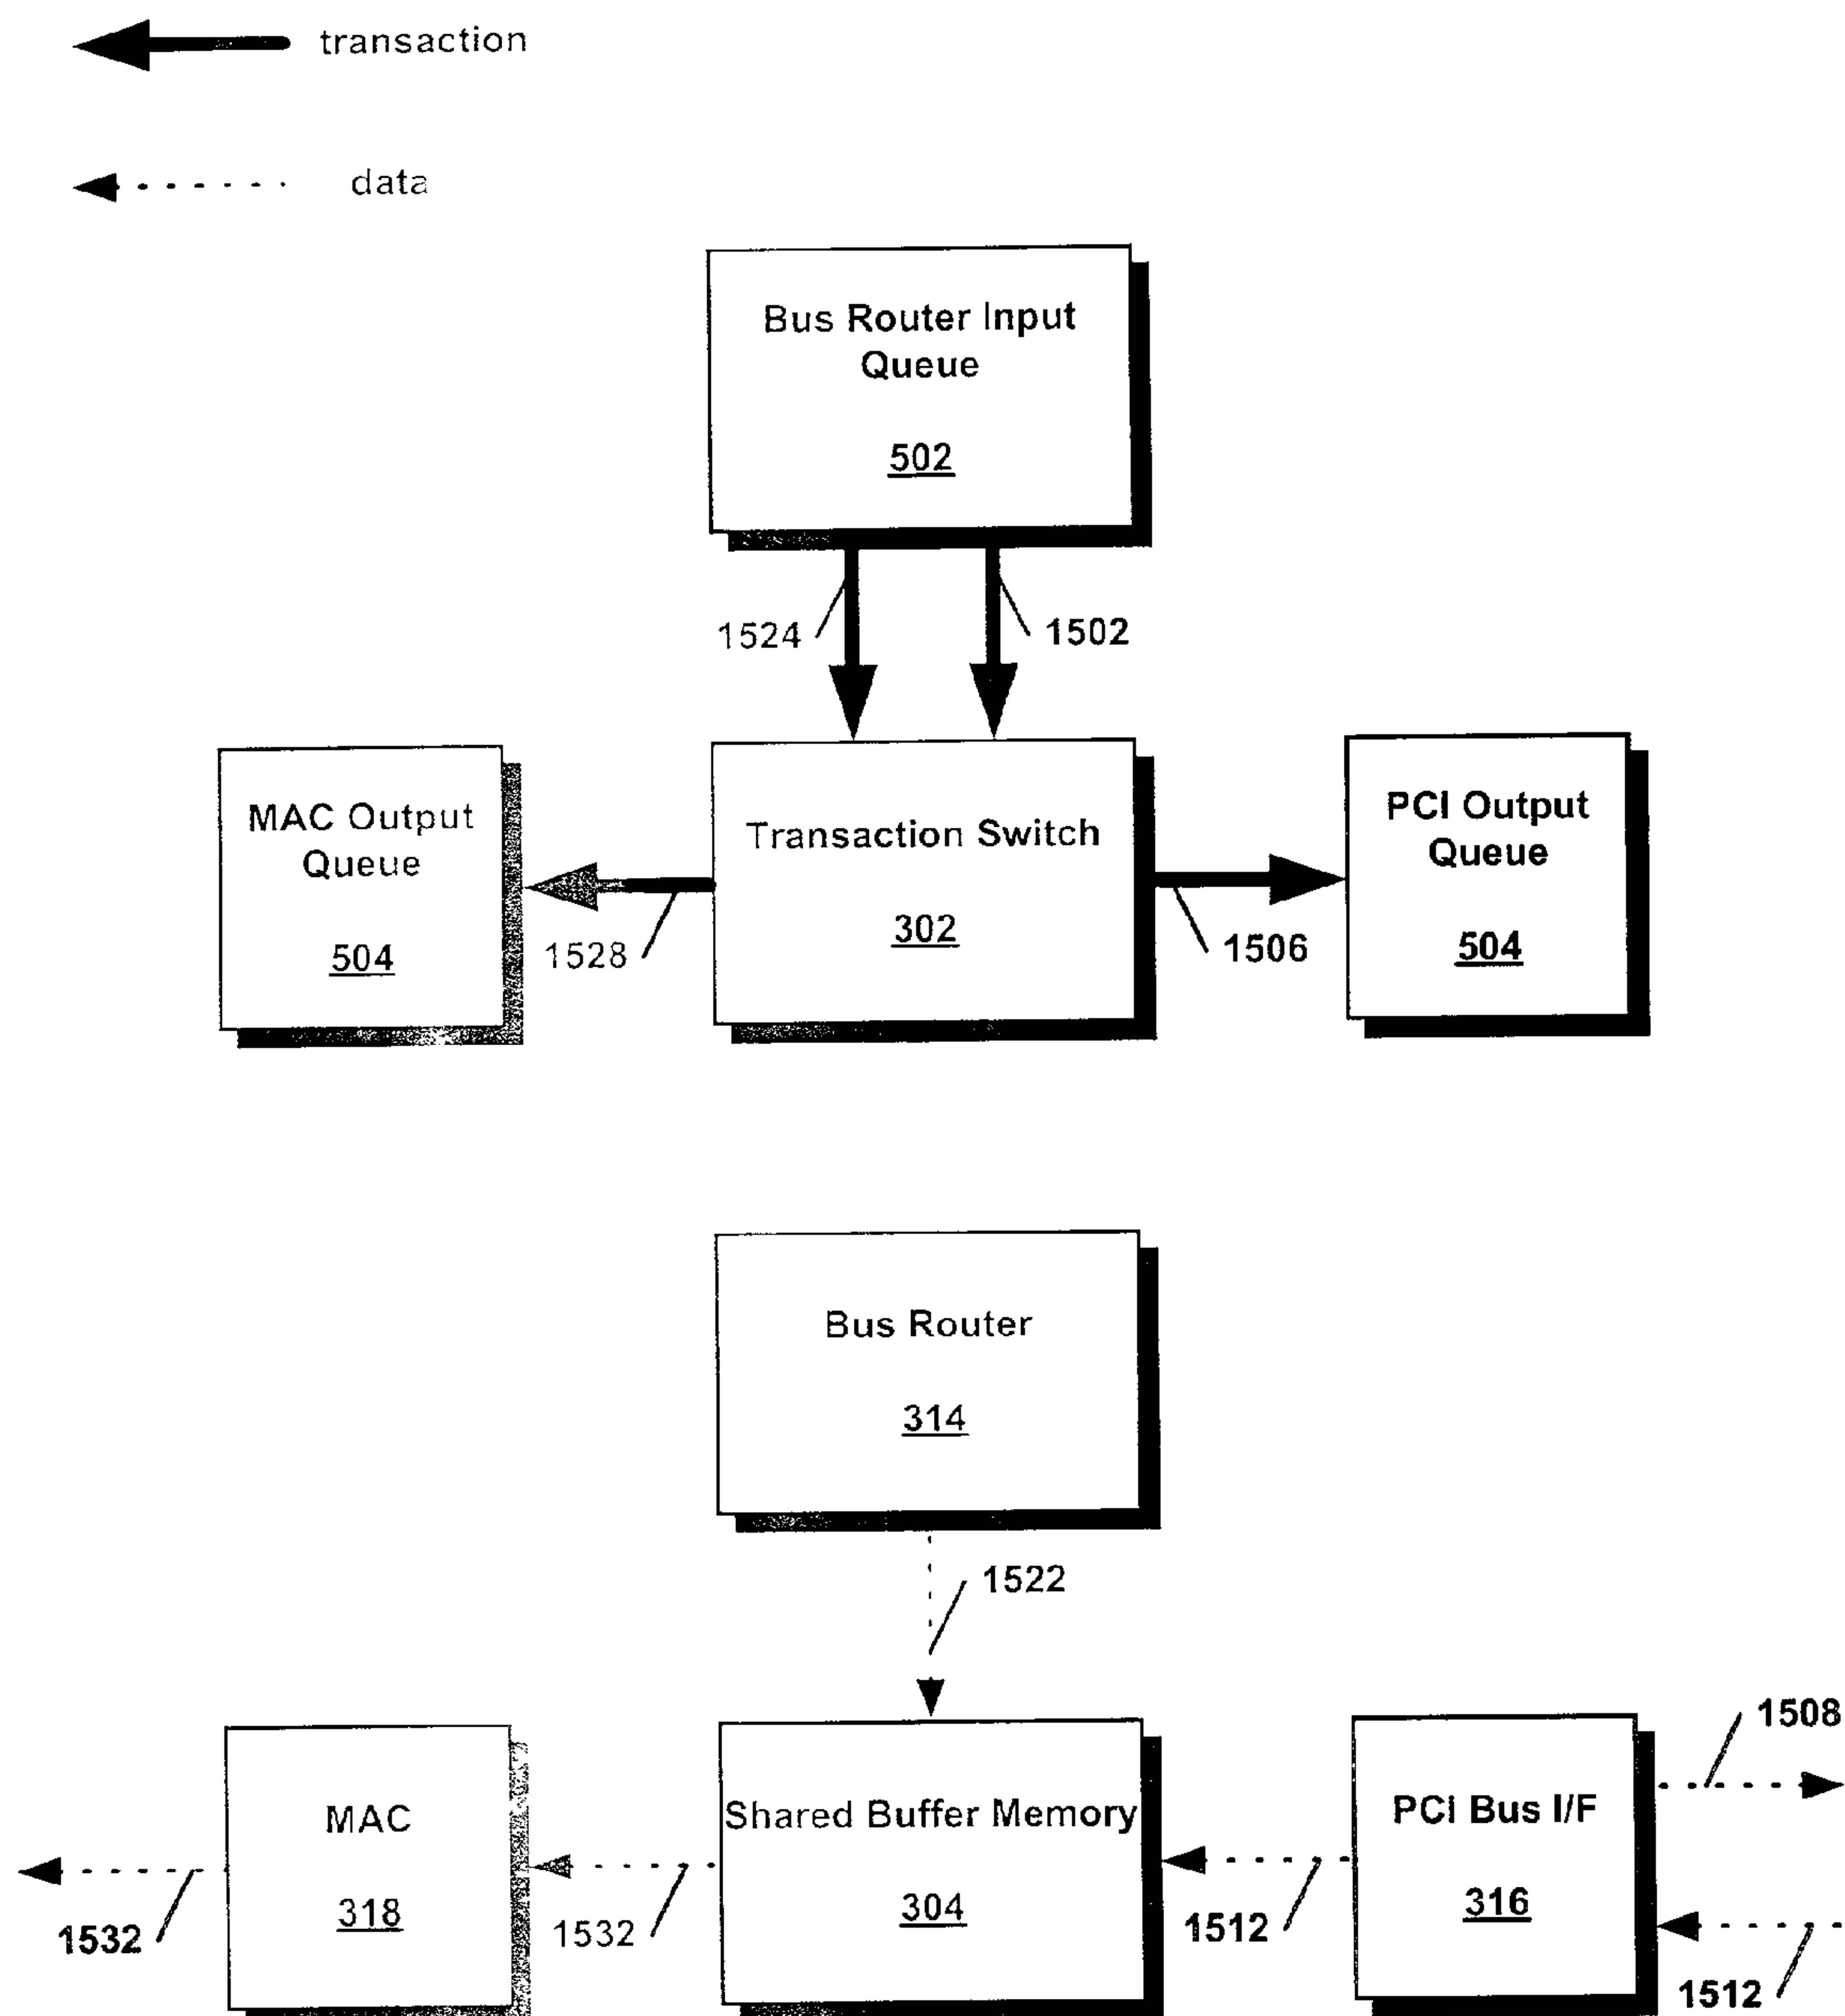 transaction
data
Bus Router Input
Queue
502
1524
1502
MAC Output
Queue
504
Transaction Switch
302
PCI Output
Queue
504
1528
1506
Bus Router
314
1522
1508
MAC
318
Shared Buffer Memory
304
PCI Bus I/F
316
1532
1532
1512
1512